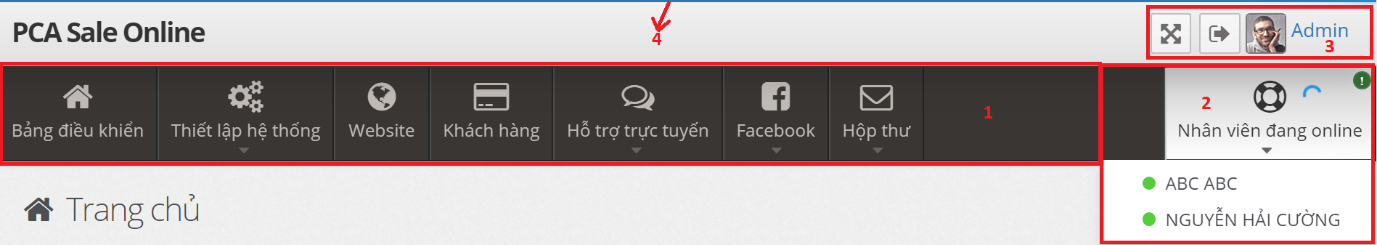 PCA Sale Online
4
Admin
3
Bảng điều khiển
Thiết lập hệ thống
Website
Khách hàng
Hỗ trợ trực tuyến
Facebook
Hộp thư
1
2
Nhân viên đang online
ABC ABC
NGUYỄN HẢI CƯỜNG
Trang chủ